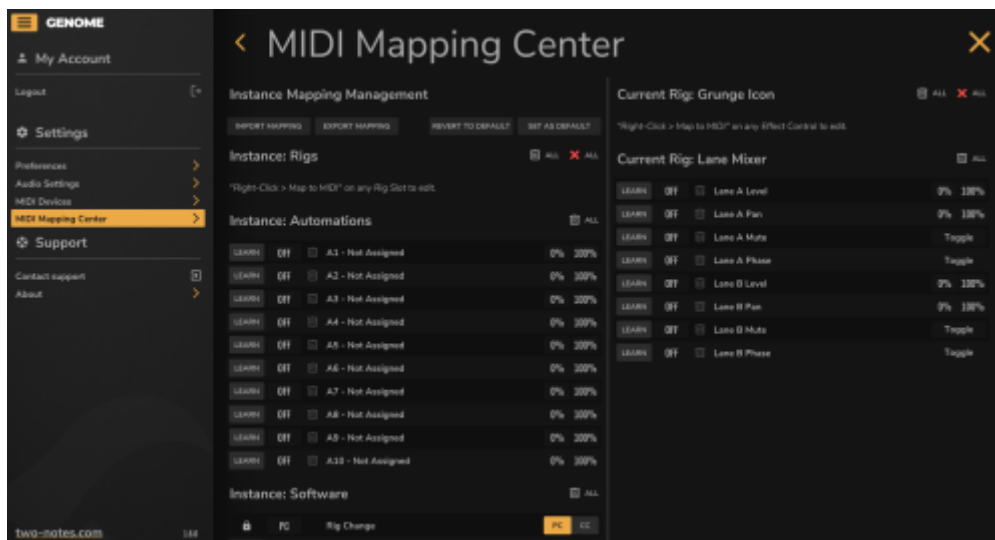 GENOME
My Account
Logout
Settings
Preferences
Audio Settings
MIDI Devices
MIDI Mapping Center
Support
Contact support
About
two-notes.com
MIDI Mapping Center
Instance Mapping Management
IMPORT MAPPING EXPORT MAPPING REVERT TO DEFAULT SET AS DEFAULT
Instance: Rigs ALL ALL
"Right-Click > Map to MIDI" on any Rig Slot to edit.
Instance: Automations ALL
LEARN OFF A1 - Not Assigned 0% 100%
LEARN OFF A2 - Not Assigned 0% 100%
LEARN OFF A3 - Not Assigned 0% 100%
LEARN OFF A4 - Not Assigned 0% 100%
LEARN OFF A5 - Not Assigned 0% 100%
LEARN OFF A6 - Not Assigned 0% 100%
LEARN OFF A7 - Not Assigned 0% 100%
LEARN OFF A8 - Not Assigned 0% 100%
LEARN OFF A9 - Not Assigned 0% 100%
LEARN OFF A10 - Not Assigned 0% 100%
Instance: Software ALL
PC Rig Change PC CC
Current Rig: Grunge Icon ALL ALL
"Right-Click > Map to MIDI" on any Effect Control to edit.
Current Rig: Lane Mixer ALL
LEARN OFF Lane A Level 0% 100%
LEARN OFF Lane A Pan 0% 100%
LEARN OFF Lane A Mute Toggle
LEARN OFF Lane A Phase Toggle
LEARN OFF Lane B Level 0% 100%
LEARN OFF Lane B Pan 0% 100%
LEARN OFF Lane B Mute Toggle
LEARN OFF Lane B Phase Toggle